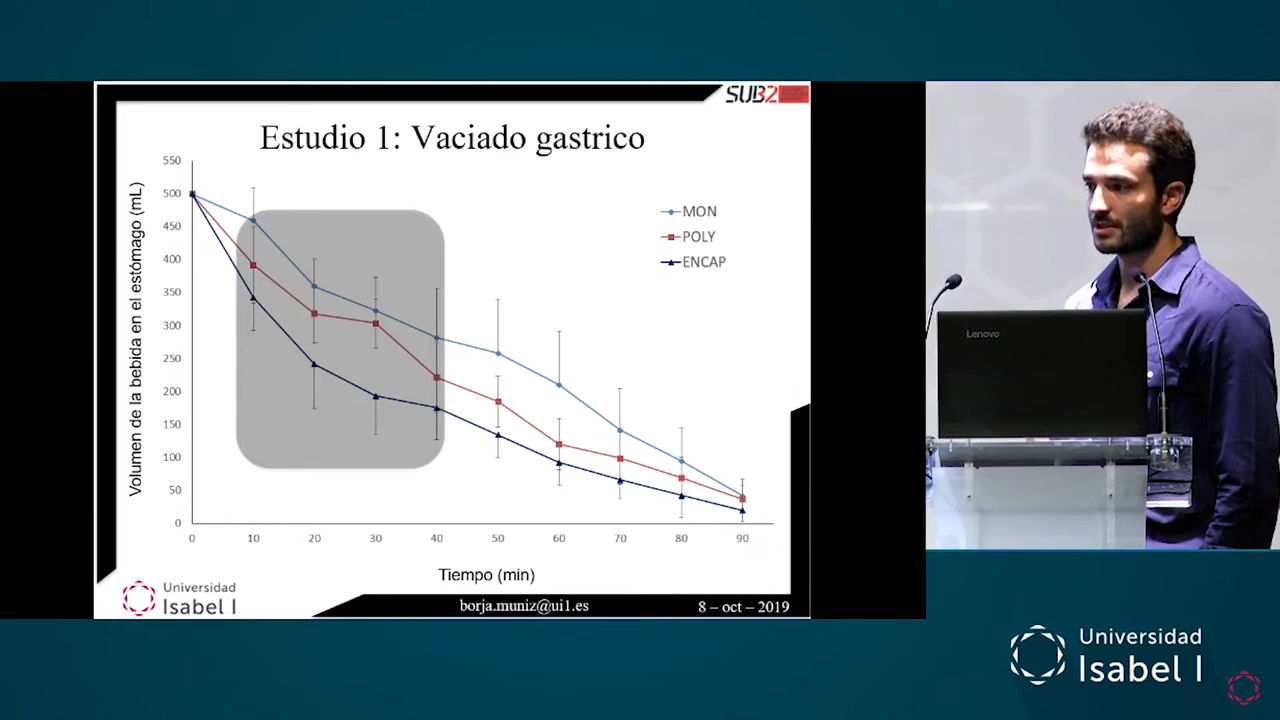 SUB2
Estudio 1: Vaciado gastrico
Volumen de la bebida en el estómago (mL)
550
500
450
400
350
300
250
200
150
100
50
0
MON
POLY
ENCAP
0 10 20 30 40 50 60 70 80 90
Tiempo (min)
Universidad
Isabel I
borja.muniz@ui1.es
8 – oct – 2019
Lenovo
Universidad
Isabel I